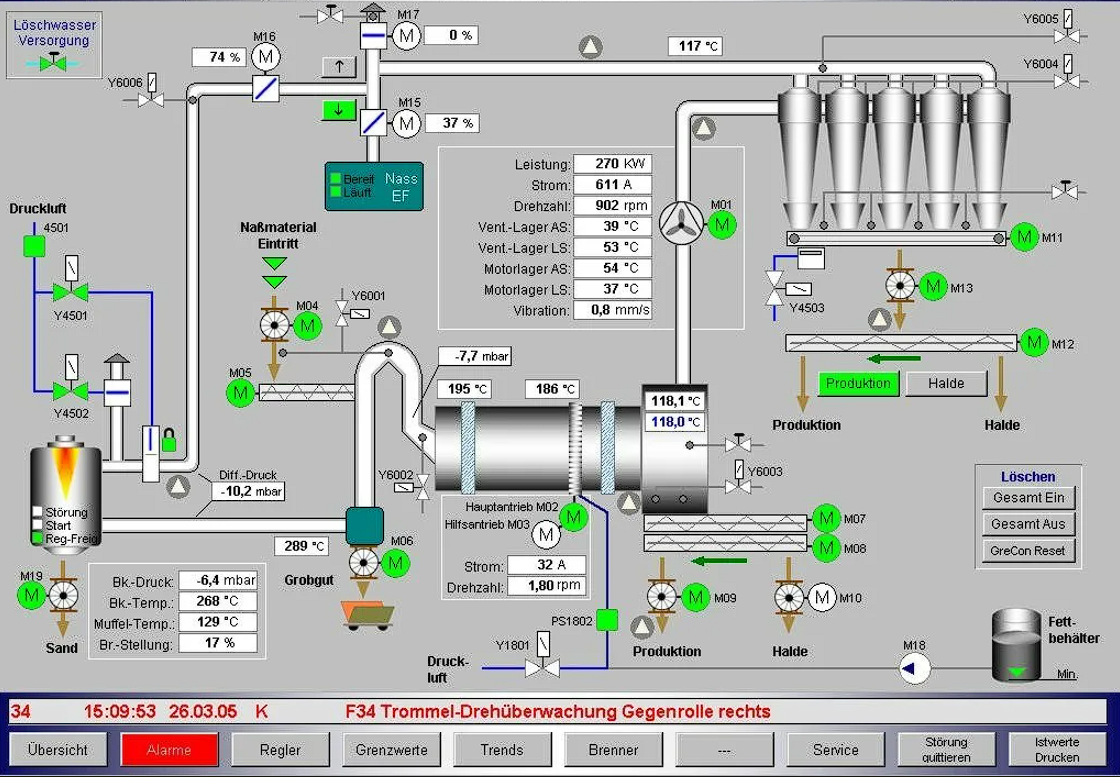 Löschwasser
Versorgung
M16
74 %
M17
M
0 %
M
117 °C
Y6005
Y6004
Y6006
M15
M
37 %
Bereit
Läuft
Nass
EF
Druckluft
4501
Y4501
Y4502
Naßmaterial
Eintritt
M04
M
Y6001
M05
M
Leistung: 270 KW
Strom: 611 A
Drehzahl: 902 rpm
Vent.-Lager AS: 39 °C
Vent.-Lager LS: 53 °C
Motorlager AS: 54 °C
Motorlager LS: 37 °C
Vibration: 0,8 mm/s
M01
M
M
M11
M
M13
Y4503
M
M12
Produktion
Halde
Produktion
Halde
-7,7 mbar
195 °C
186 °C
118,1 °C
118,0 °C
Y6002
Y6003
Störung
Start
Reg-Freig
Diff.-Druck
-10,2 mbar
289 °C
M06
M
Grobgut
Hauptantrieb M02
M
Hilfsantrieb M03
M
Strom: 32 A
Drehzahl: 1,80 rpm
M
M07
M
M08
M
M09
M
M10
Produktion
Halde
Löschen
Gesamt Ein
Gesamt Aus
GreCon Reset
M19
M
Sand
Bk.-Druck: -6,4 mbar
Bk.-Temp.: 268 °C
Muffel-Temp.: 129 °C
Br.-Stellung: 17 %
PS1802
Y1801
Druck-
luft
M18
Fett-
behälter
Min.
34 15:09:53 26.03.05 K F34 Trommel-Drehüberwachung Gegenrolle rechts
Übersicht
Alarme
Regler
Grenzwerte
Trends
Brenner
---
Service
Störung
quittieren
Istwerte
Drucken